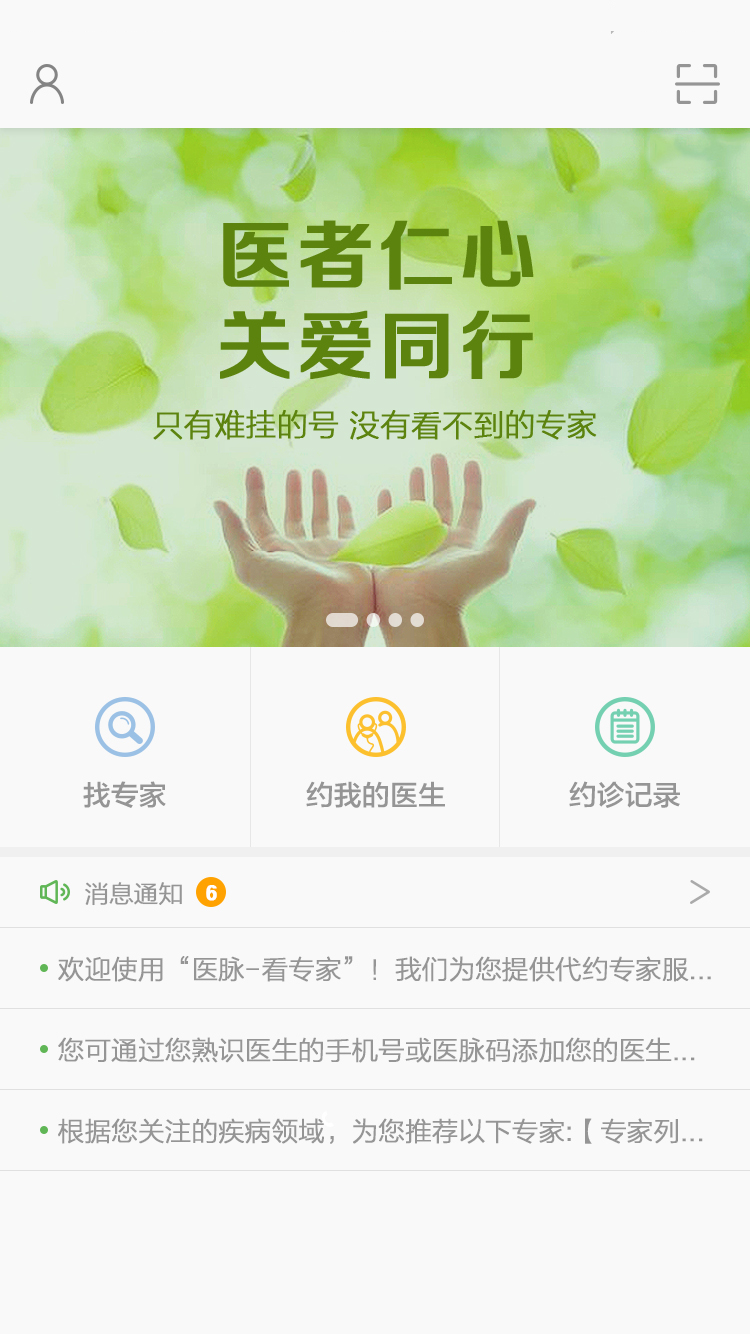 医者仁心
关爱同行
只有难挂的号 没有看不到的专家
找专家
约我的医生
约诊记录
消息通知 6
欢迎使用“医脉-看专家”！我们为您提供代约专家服...
您可通过您熟识医生的手机号或医脉码添加您的医生...
根据您关注的疾病领域，为您推荐以下专家:【专家列...